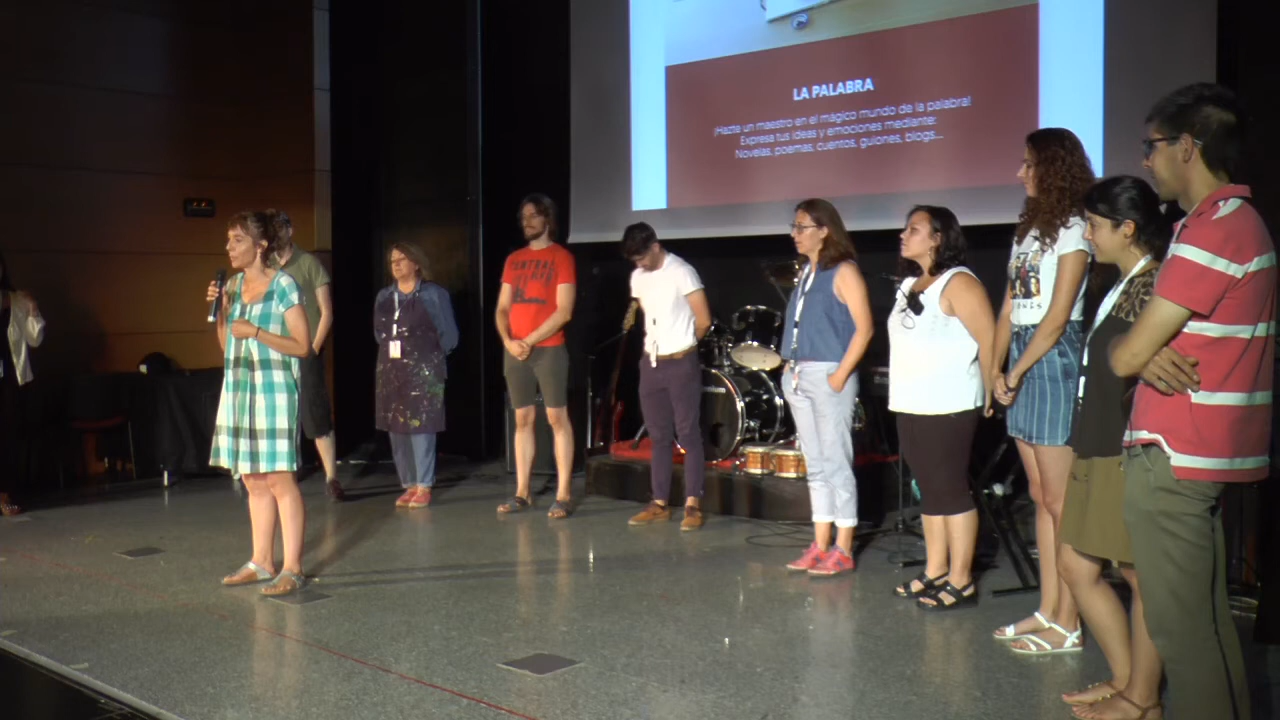 LA PALABRA
¡Hazte un maestro en el mágico mundo de la palabra!
Expresa tus ideas y emociones mediante:
Novelas, poemas, cuentos, guiones, blogs...